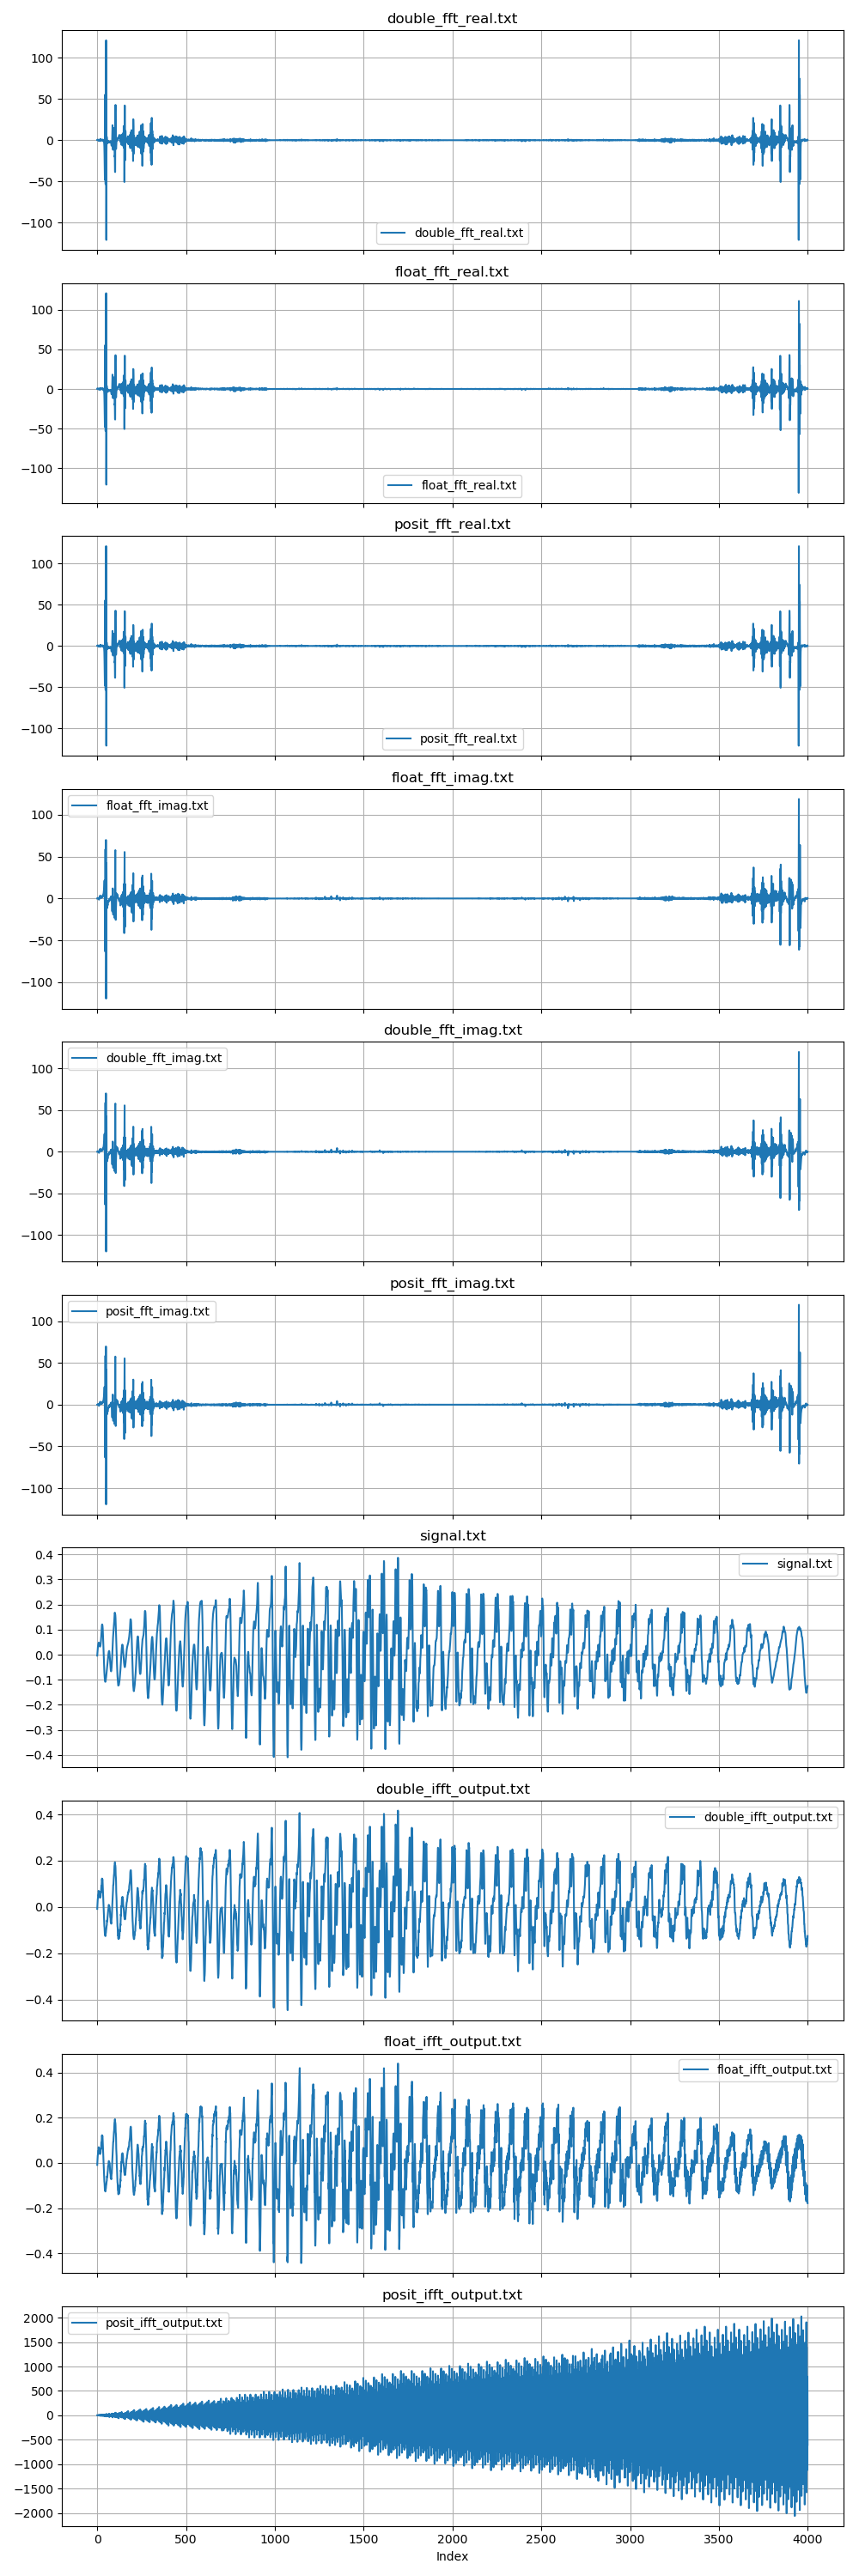 double_fft_real.txt
100
50
0
−50
−100
double_fft_real.txt
float_fft_real.txt
100
50
0
−50
−100
float_fft_real.txt
posit_fft_real.txt
100
50
0
−50
−100
posit_fft_real.txt
float_fft_imag.txt
float_fft_imag.txt
100
50
0
−50
−100
double_fft_imag.txt
double_fft_imag.txt
100
50
0
−50
−100
posit_fft_imag.txt
posit_fft_imag.txt
100
50
0
−50
−100
signal.txt
0.4
signal.txt
0.3
0.2
0.1
0.0
−0.1
−0.2
−0.3
−0.4
double_ifft_output.txt
0.4
double_ifft_output.txt
0.2
0.0
−0.2
−0.4
float_ifft_output.txt
0.4
float_ifft_output.txt
0.2
0.0
−0.2
−0.4
posit_ifft_output.txt
2000
posit_ifft_output.txt
1500
1000
500
0
−500
−1000
−1500
−2000
0 500 1000 1500 2000 2500 3000 3500 4000
Index